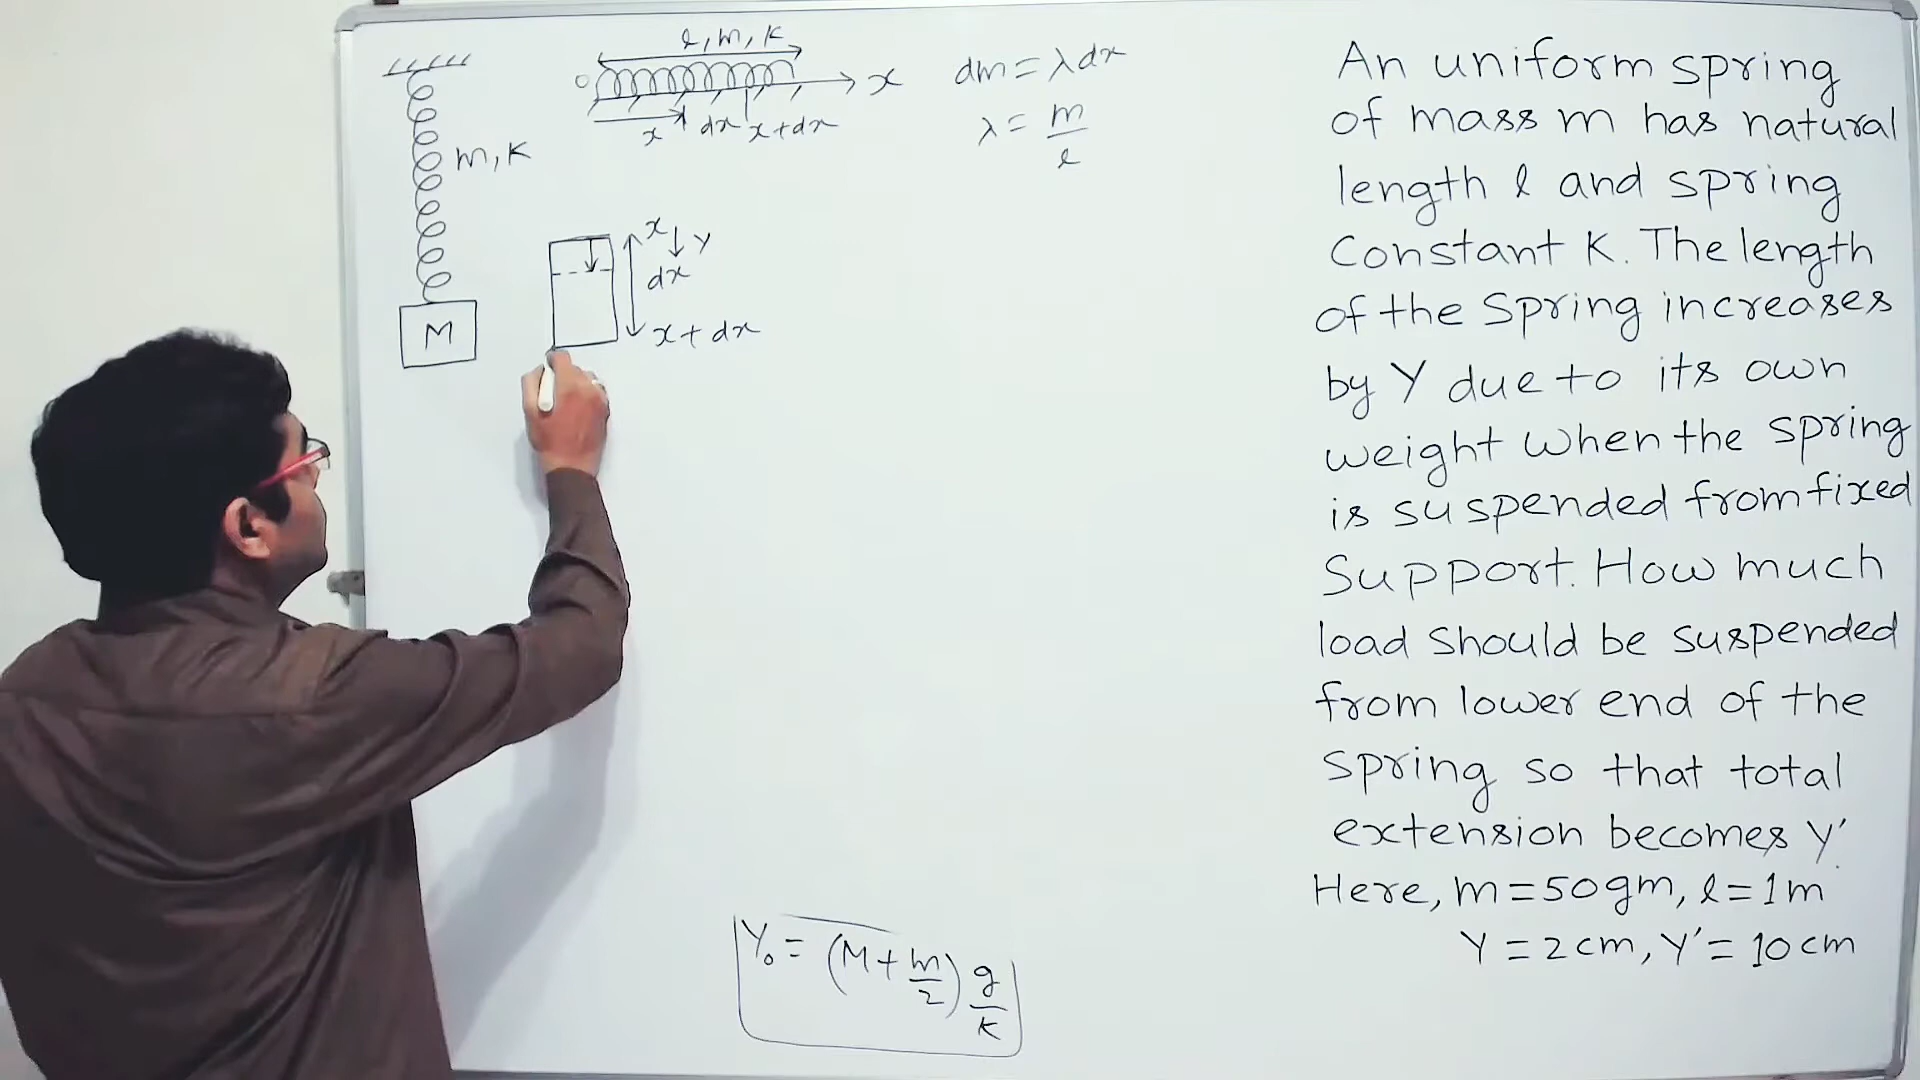 l, m, K
O
x
x
dx
x+dx
dm = λdx
λ = m/l
m, K
M
x
y
dx
x + dx
Y₀ = (M + m/2) g/K
An uniform spring
of mass m has natural
length l and spring
Constant K. The length
of the Spring increases
by Y due to its own
weight when the spring
is suspended from fixed
Support. How much
load should be suspended
from lower end of the
spring so that total
extension becomes Y'.
Here, m = 50gm, l = 1m
Y = 2cm, Y' = 10cm